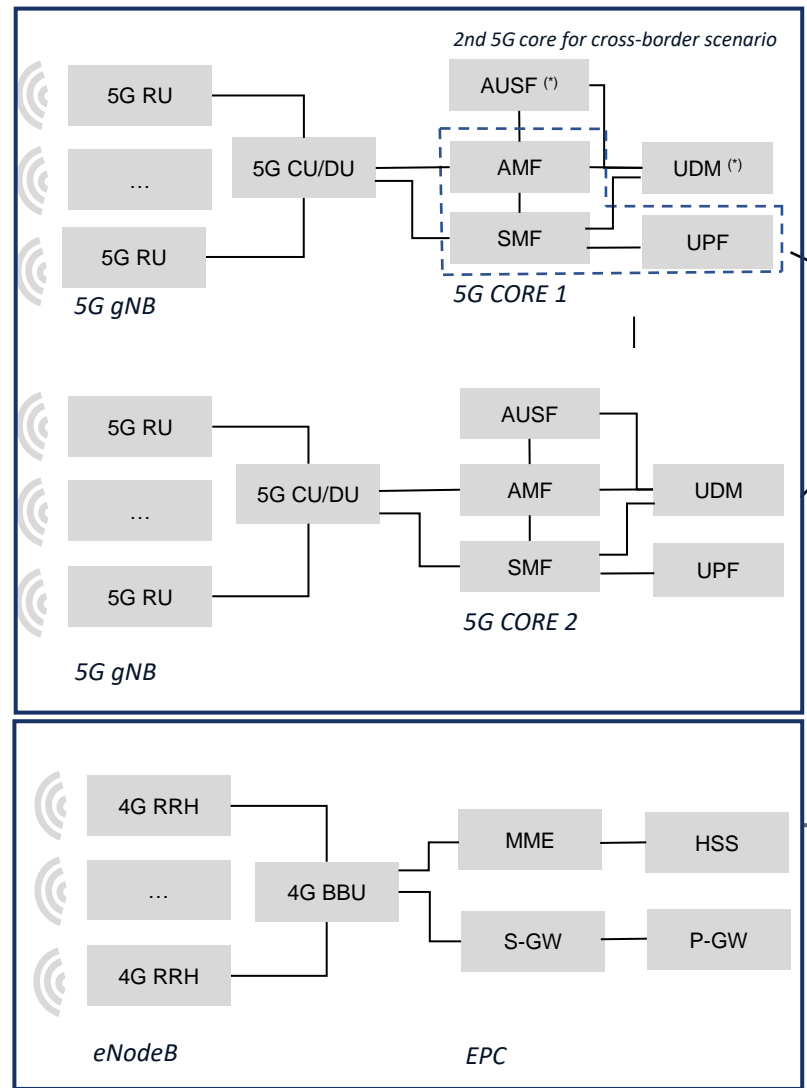 2nd 5G core for cross-border scenario
5G RU
AUSF (*)
…
5G CU/DU
AMF
UDM (*)
5G RU
SMF
UPF
5G gNB
5G CORE 1
5G RU
AUSF
…
5G CU/DU
AMF
UDM
5G RU
SMF
UPF
5G CORE 2
5G gNB
4G RRH
MME
HSS
…
4G BBU
4G RRH
S-GW
P-GW
eNodeB
EPC